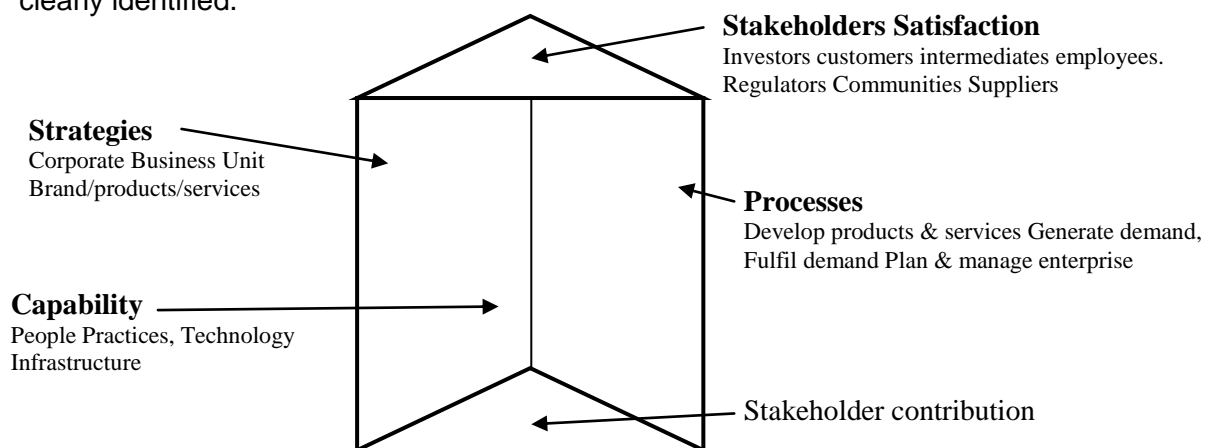 clearly identified.
Stakeholders Satisfaction
Investors customers intermediates employees.
Regulators Communities Suppliers
Strategies
Corporate Business Unit
Brand/products/services
Processes
Develop products & services Generate demand,
Fulfil demand Plan & manage enterprise
Capability
People Practices, Technology
Infrastructure
Stakeholder contribution